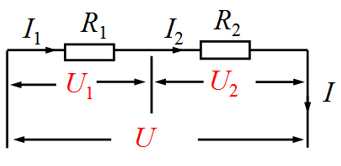 I₁ R₁ I₂ R₂
U₁ U₂ I
U